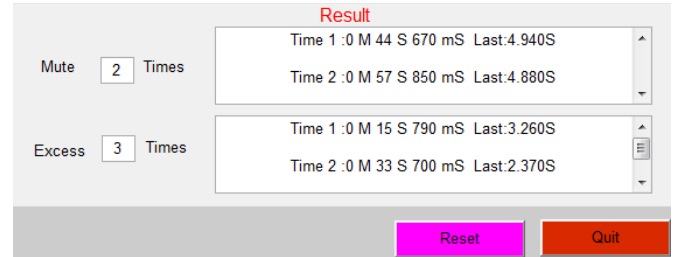 Result
Mute 2 Times
Time 1 :0 M 44 S 670 mS Last:4.940S
Time 2 :0 M 57 S 850 mS Last:4.880S
Excess 3 Times
Time 1 :0 M 15 S 790 mS Last:3.260S
Time 2 :0 M 33 S 700 mS Last:2.370S
Reset Quit